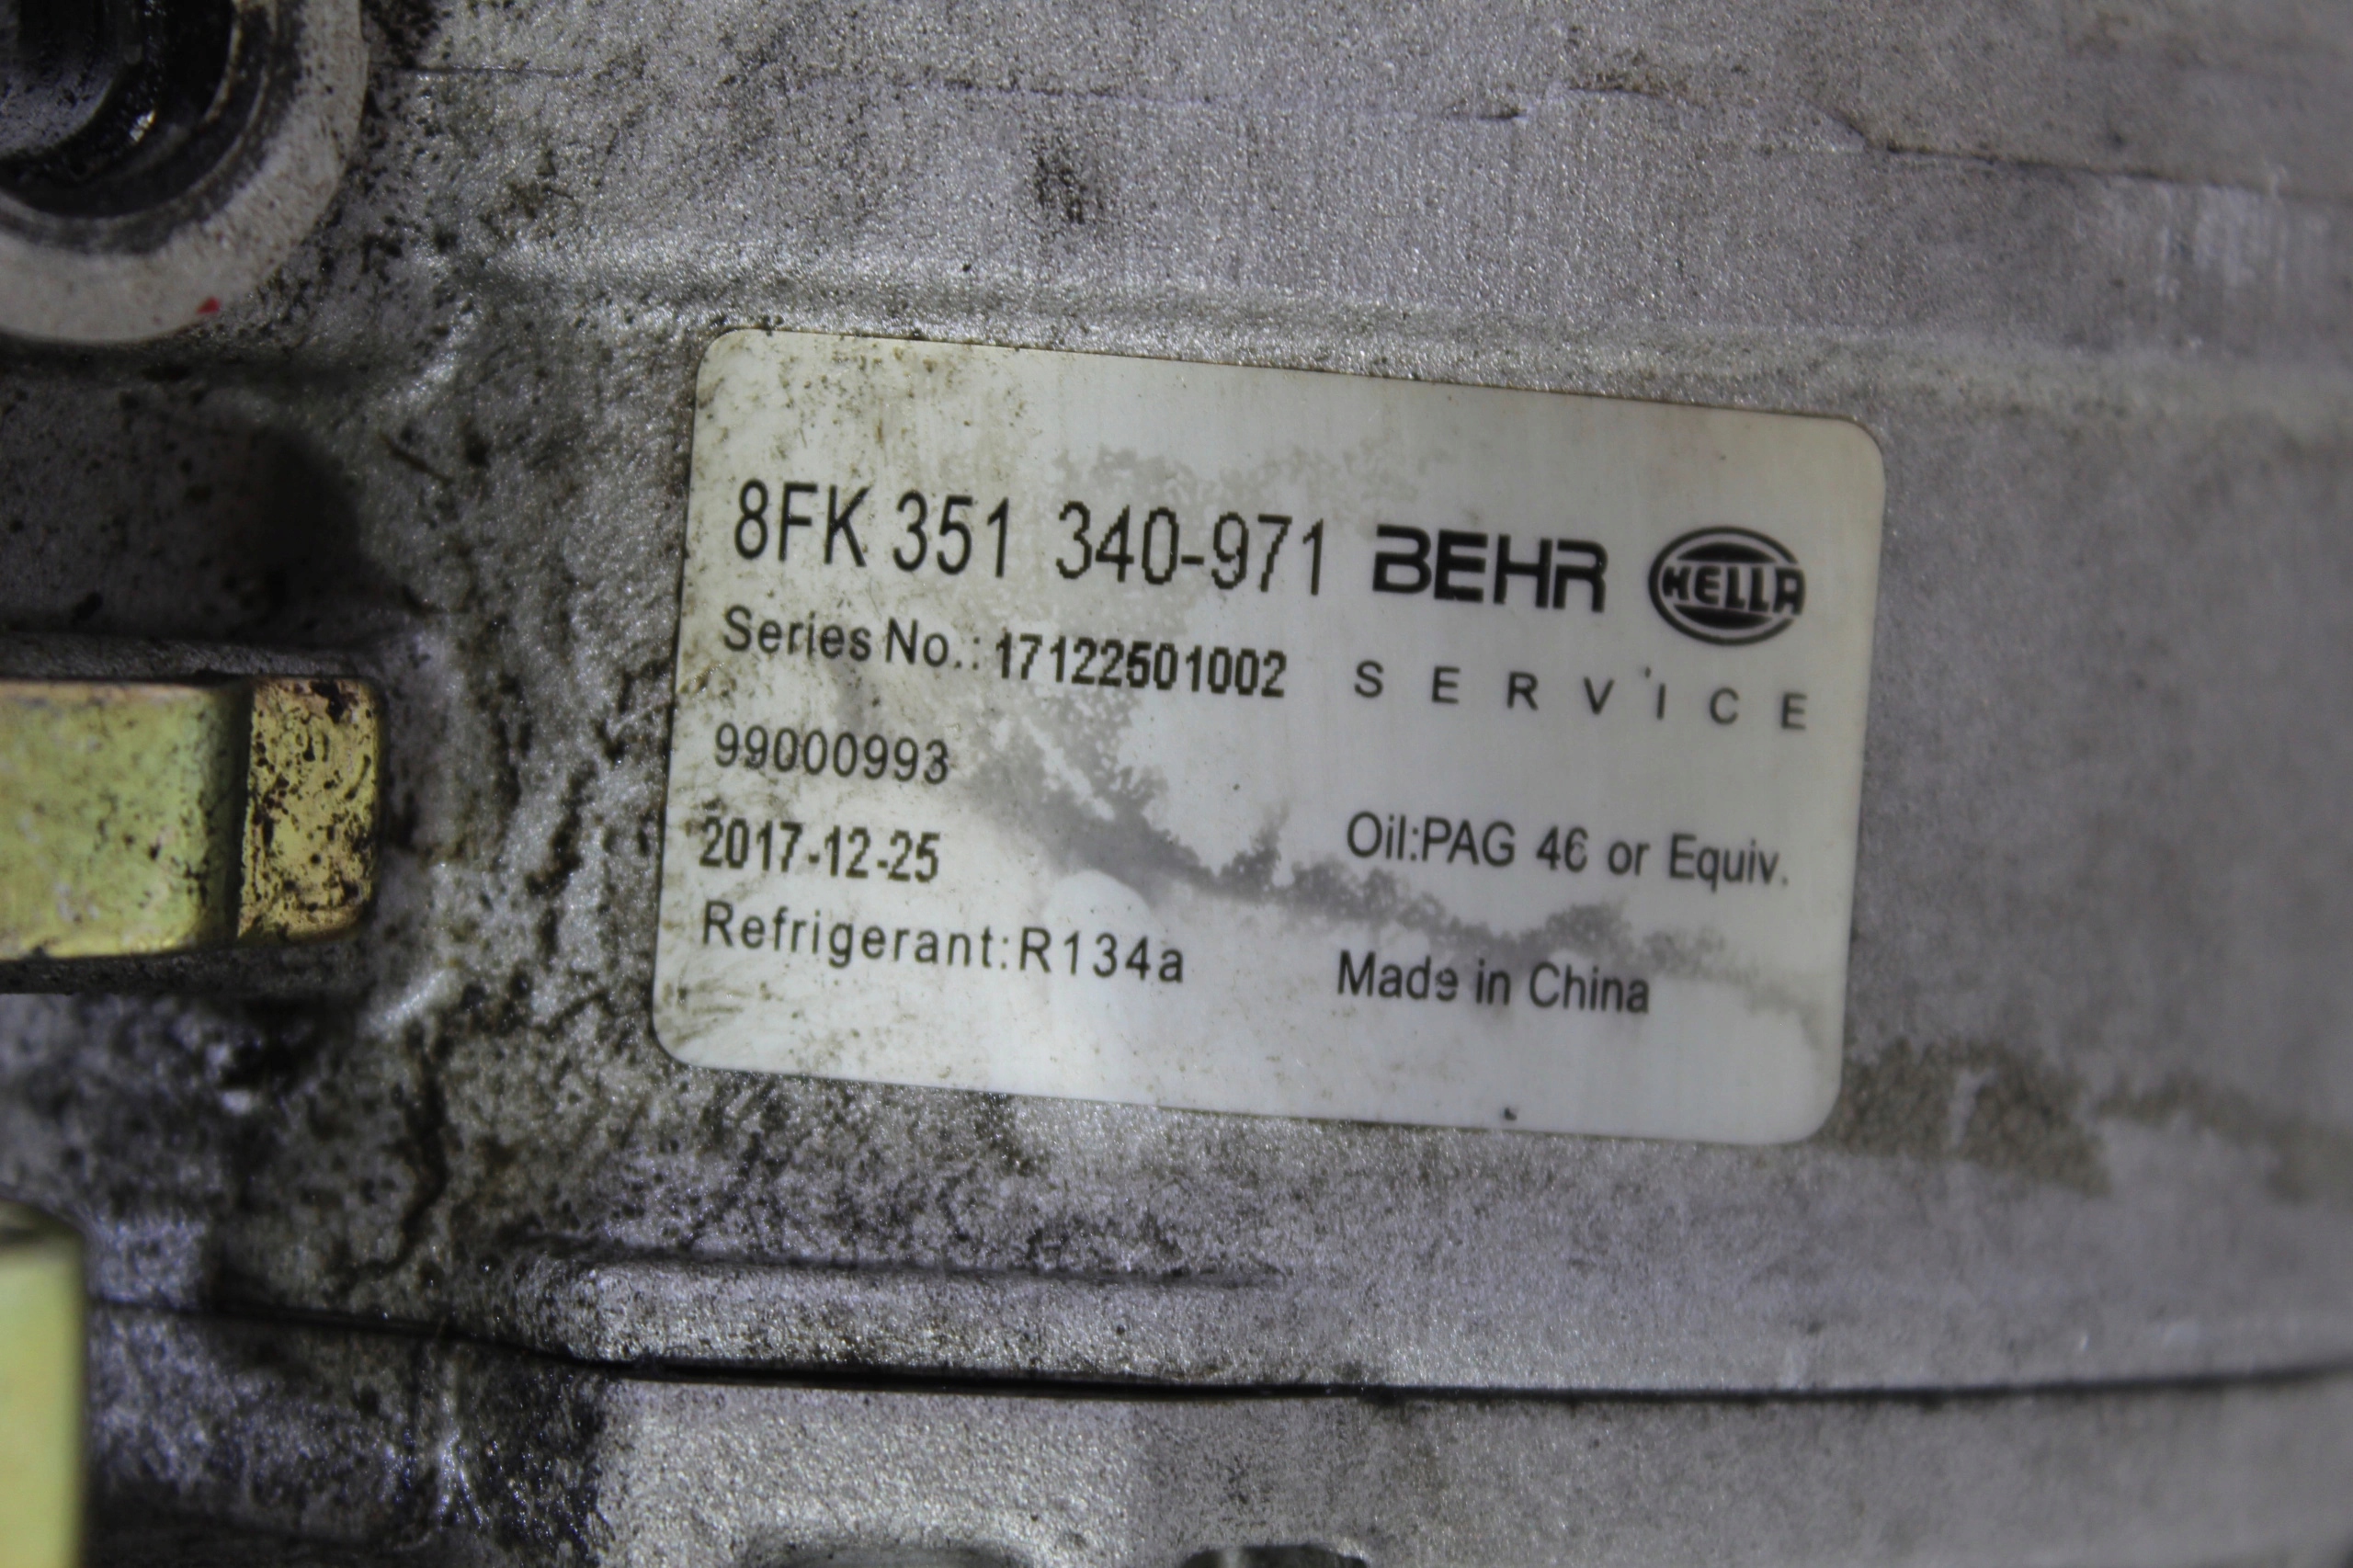 8FK 351 340-971 BEHR HELLA
Series No.: 17122501002 SERVICE
99000993
2017-12-25 Oil:PAG 46 or Equiv.
Refrigerant:R134a Made in China